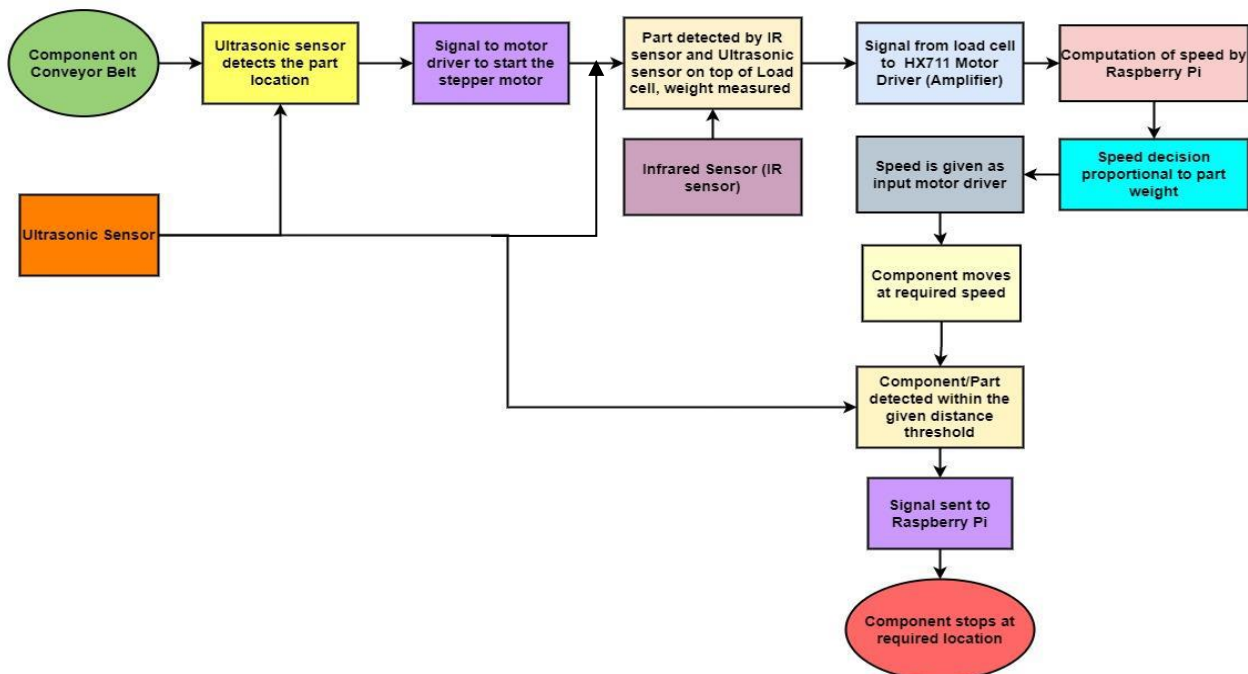 Component on
Conveyor Belt
Ultrasonic sensor
detects the part
location
Signal to motor
driver to start the
stepper motor
Part detected by IR
sensor and Ultrasonic
sensor on top of Load
cell, weight measured
Signal from load cell
to HX711 Motor
Driver (Amplifier)
Computation of speed by
Raspberry Pi
Infrared Sensor (IR
sensor)
Speed is given as
input motor driver
Speed decision
proportional to part
weight
Ultrasonic Sensor
Component moves
at required speed
Component/Part
detected within the
given distance
threshold
Signal sent to
Raspberry Pi
Component stops at
required location